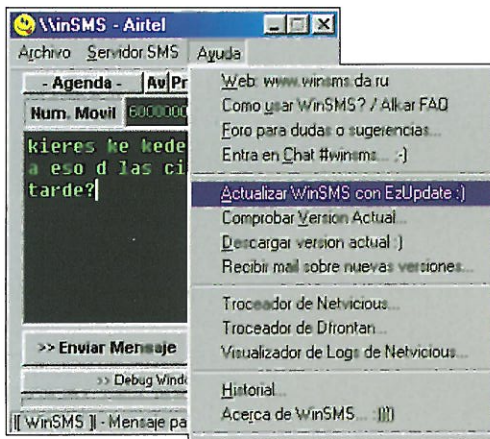 \\inSMS - Airtel
Archivo Servidor SMS Ayuda
- Agenda - Av Pr
Num. Movil 6000000
kieres ke kede
a eso d las ci
tarde?
>> Enviar Mensaje
>> Debug Windo
|[ WinSMS ]| - Mensaje pa
Web: www.winsms.da.ru
Como usar WinSMS? / Alkar FAQ
Foro para dudas o sugerencias...
Entra en Chat #winsms... ;-)
Actualizar WinSMS con EzUpdate :)
Comprobar Version Actual...
Descargar version actual :)
Recibir mail sobre nuevas versiones...
Troceador de Netvicious...
Troceador de Dfrontan...
Visualizador de Logs de Netvicious...
Historial...
Acerca de WinSMS... :)))